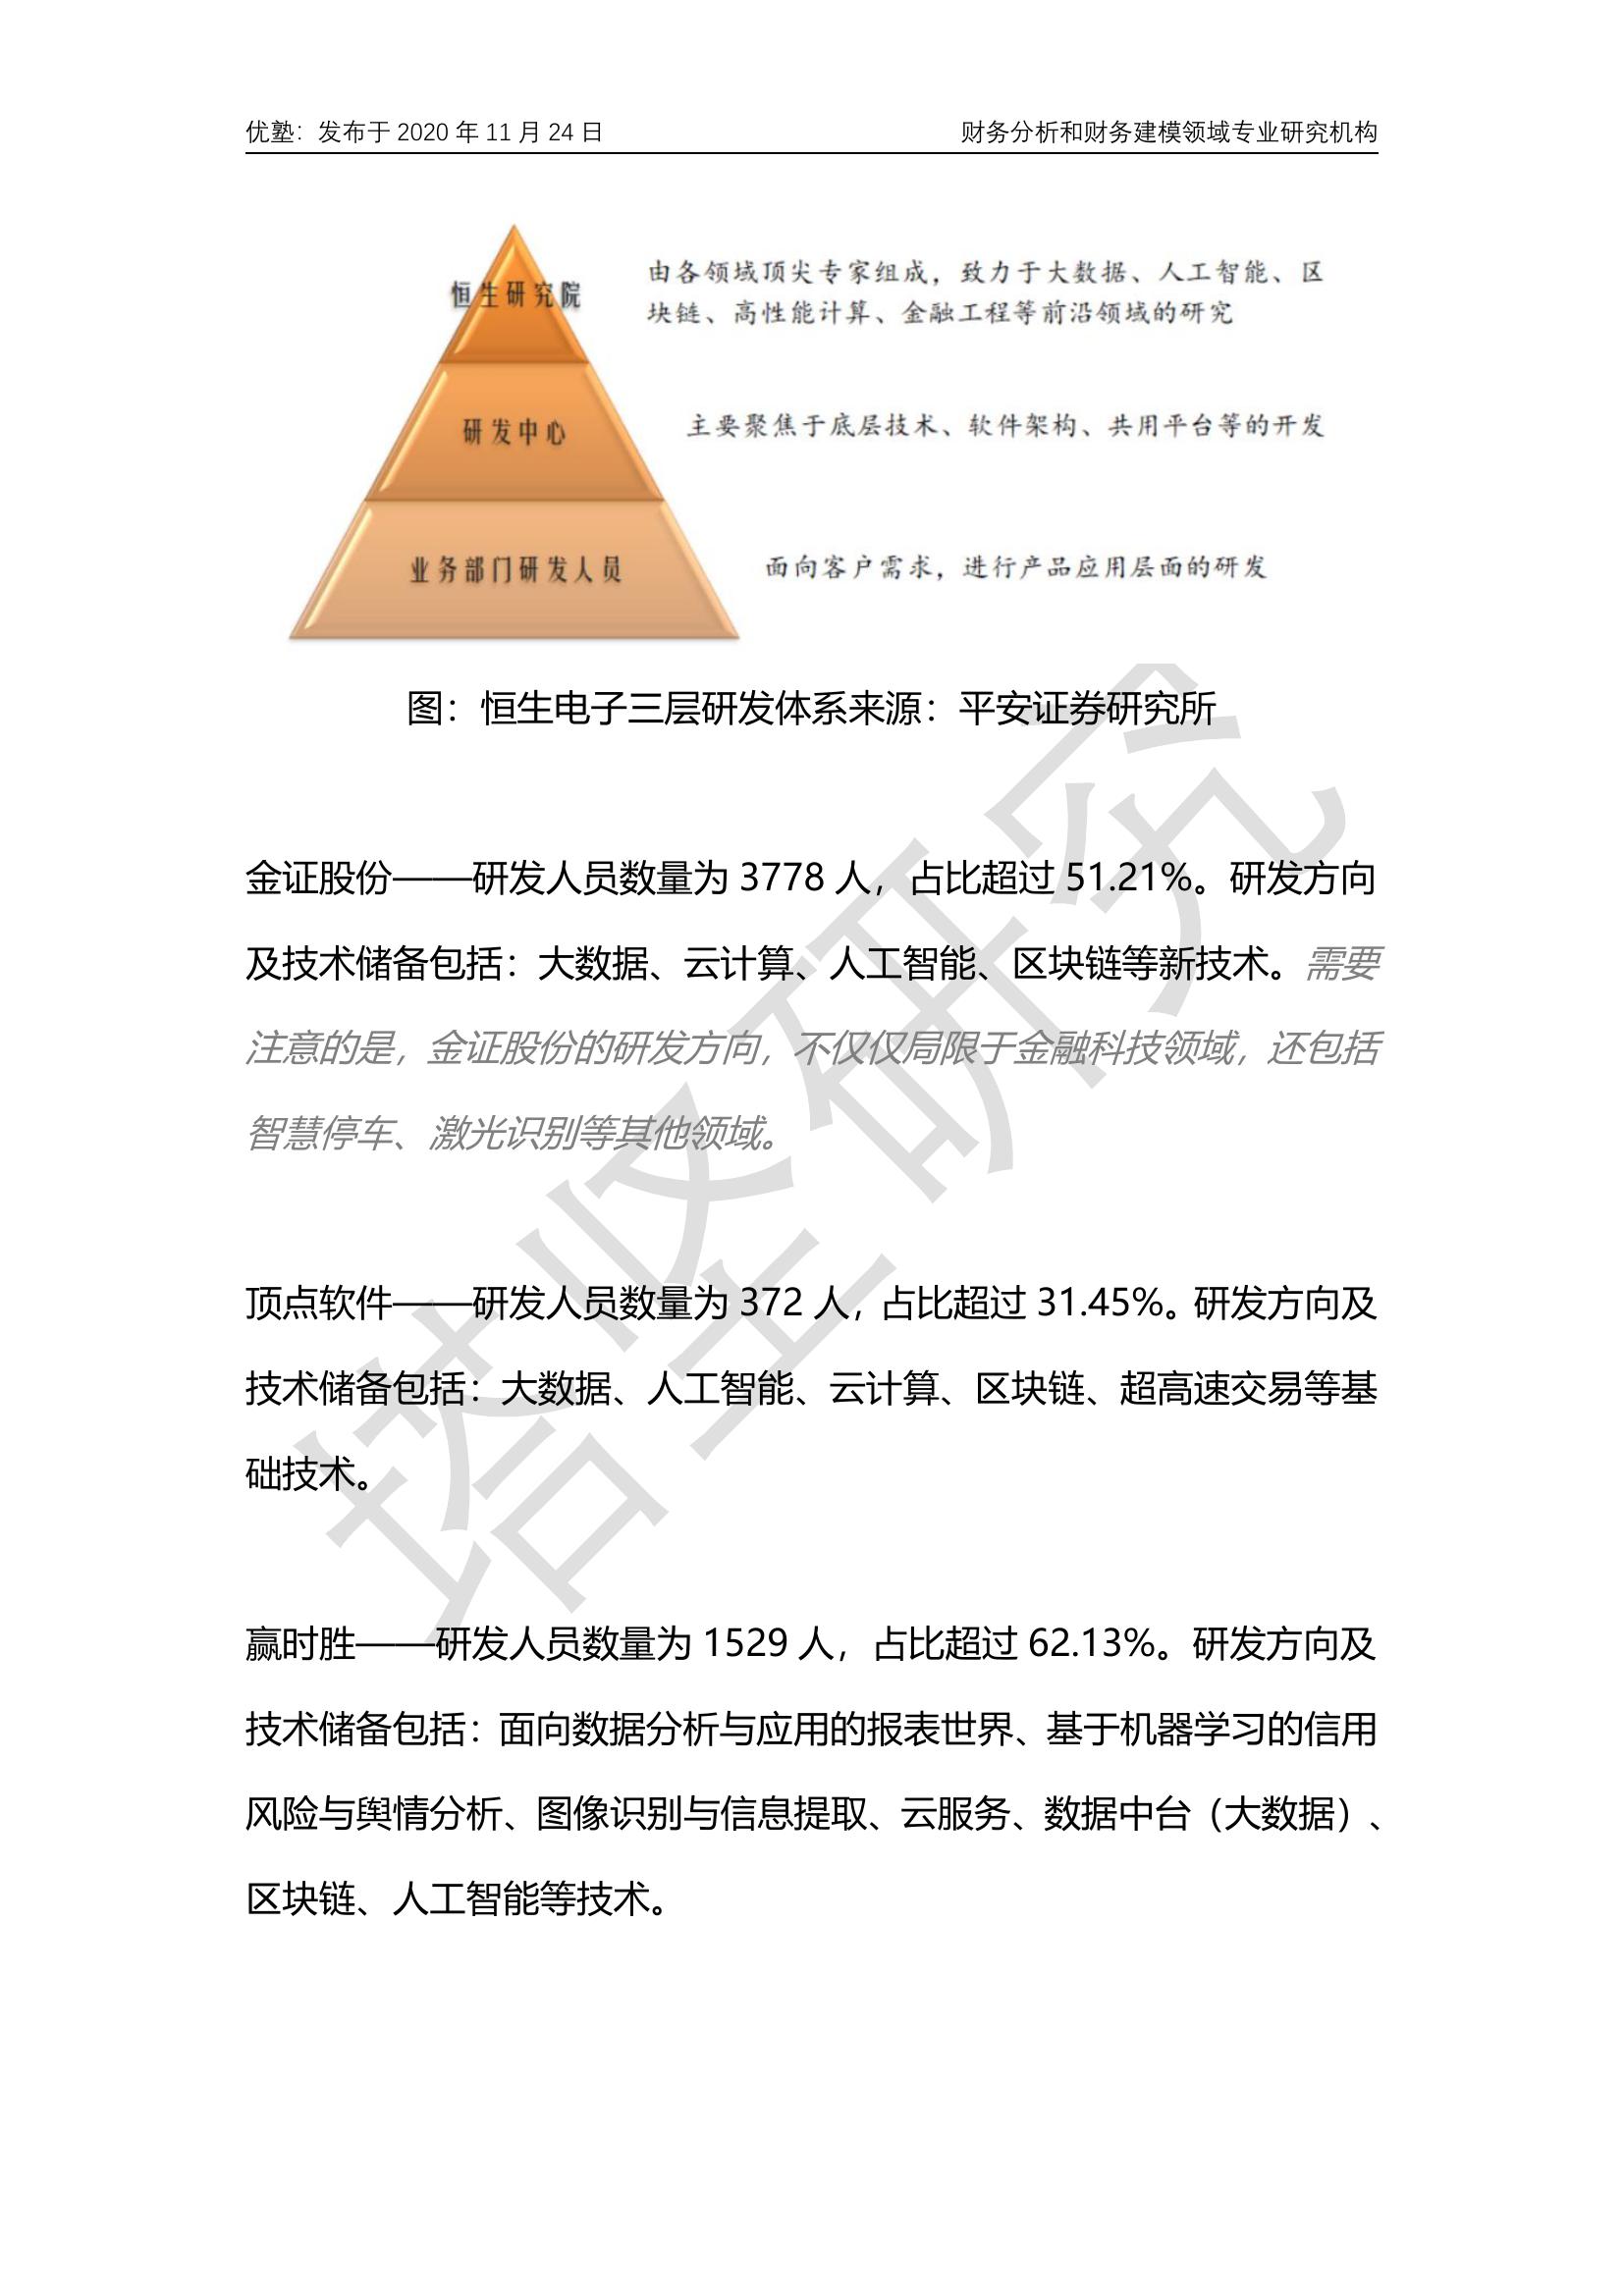 优塾：发布于 2020 年 11 月 24 日
财务分析和财务建模领域专业研究机构
恒生研究院
由各领域顶尖专家组成，致力于大数据、人工智能、区
块链、高性能计算、金融工程等前沿领域的研究
研发中心
主要聚焦于底层技术、软件架构、共用平台等的开发
业务部门研发人员
面向客户需求，进行产品应用层面的研发
图：恒生电子三层研发体系来源：平安证券研究所
金证股份——研发人员数量为 3778 人，占比超过 51.21%。研发方向
及技术储备包括：大数据、云计算、人工智能、区块链等新技术。需要
注意的是，金证股份的研发方向，不仅仅局限于金融科技领域，还包括
智慧停车、激光识别等其他领域。
顶点软件——研发人员数量为 372 人，占比超过 31.45%。研发方向及
技术储备包括：大数据、人工智能、云计算、区块链、超高速交易等基
础技术。
赢时胜——研发人员数量为 1529 人，占比超过 62.13%。研发方向及
技术储备包括：面向数据分析与应用的报表世界、基于机器学习的信用
风险与舆情分析、图像识别与信息提取、云服务、数据中台（大数据）、
区块链、人工智能等技术。
塔坚研究